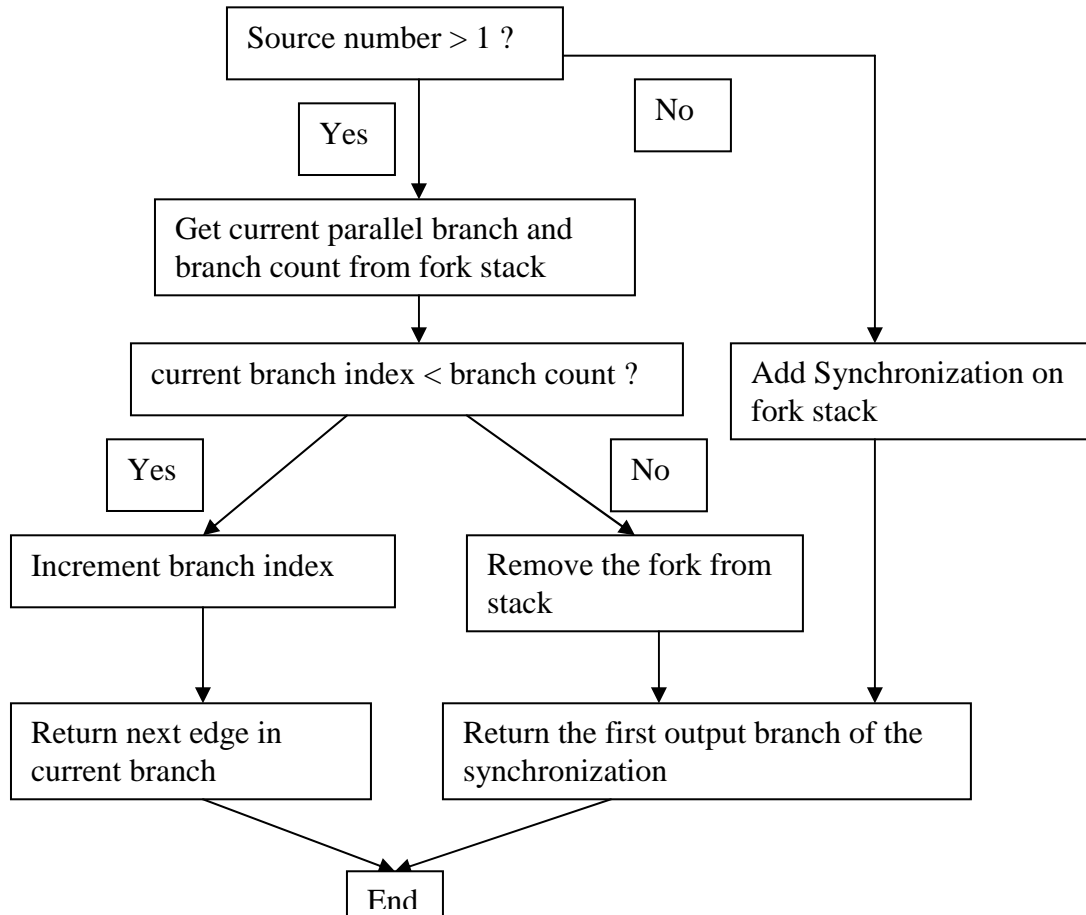 Source number > 1 ?
Yes
No
Get current parallel branch and
branch count from fork stack
current branch index < branch count ?
Add Synchronization on
fork stack
Yes
No
Increment branch index
Remove the fork from
stack
Return next edge in
current branch
Return the first output branch of the
synchronization
End